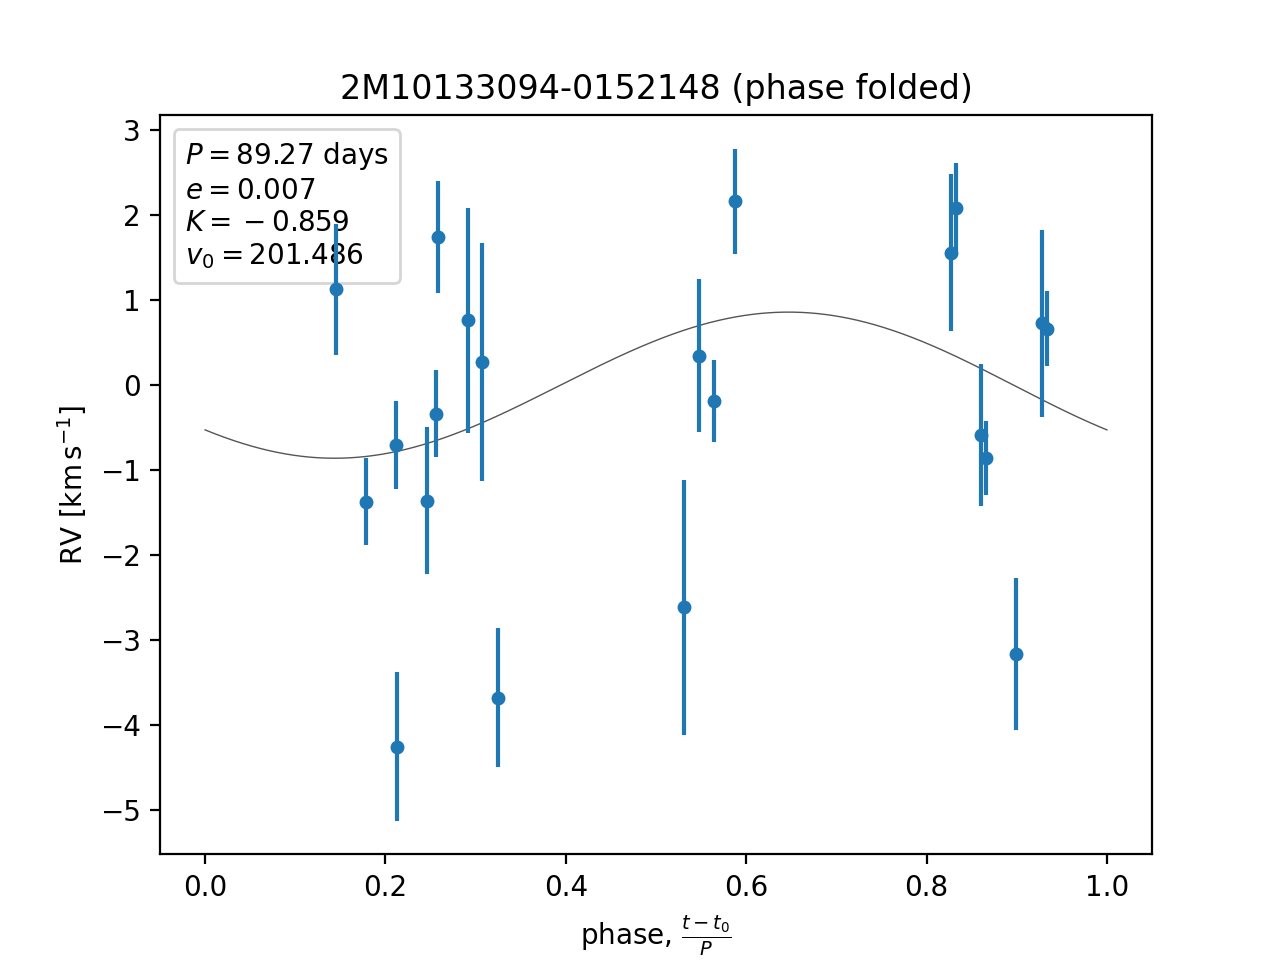 2M10133094-0152148 (phase folded)
P = 89.27 days
e = 0.007
K = −0.859
v₀ = 201.486
3
2
1
0
−1
−2
−3
−4
−5
RV [km s⁻¹]
0.0 0.2 0.4 0.6 0.8 1.0
phase, (t − t₀)/P